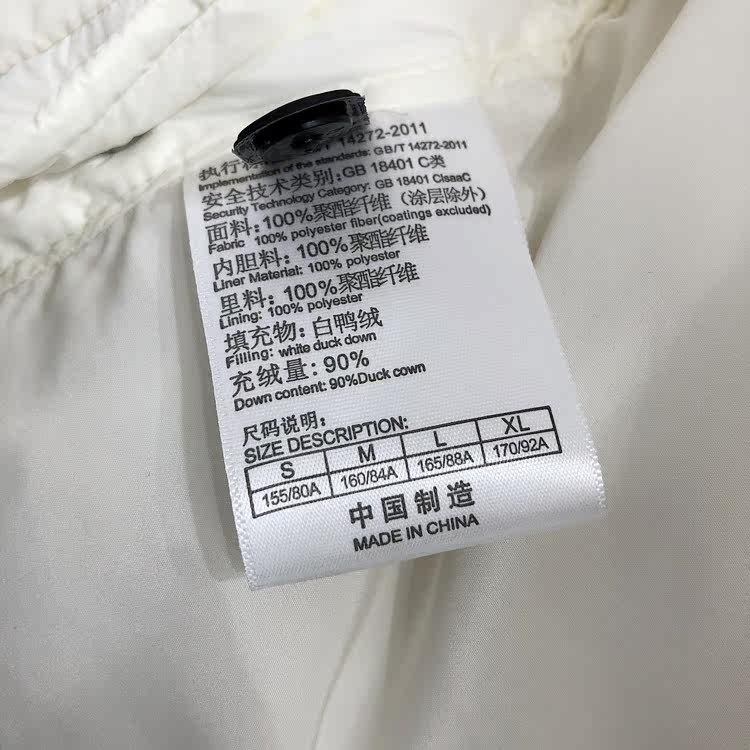 执行标 /T 14272-2011
Implementation of the standards: GB/T 14272-2011
安全技术类别: GB 18401 C类
Security Technology Category: GB 18401 ClsaaC
面料: 100%聚酯纤维（涂层除外）
Fabric 100% polyester fiber(coatings excluded)
内胆料: 100%聚酯纤维
Liner Material: 100% polyester
里料: 100%聚酯纤维
Lining: 100% polyester
填充物: 白鸭绒
Filling: white duck down
充绒量: 90%
Down content: 90%Duck cown
尺码说明:
SIZE DESCRIPTION:
S M L XL
155/80A 160/84A 165/88A 170/92A
中国制造
MADE IN CHINA